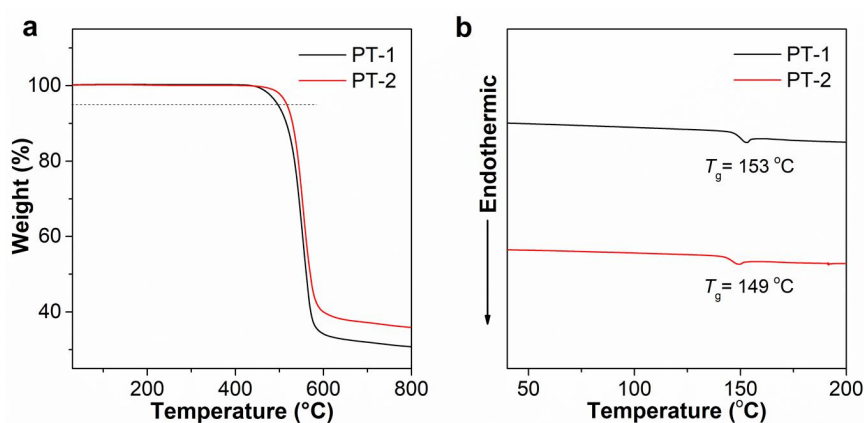 a
PT-1
PT-2
100
80
60
40
Weight (%)
200
400
600
800
Temperature (°C)
b
PT-1
PT-2
Endothermic
Tg = 153 °C
Tg = 149 °C
50
100
150
200
Temperature (°C)